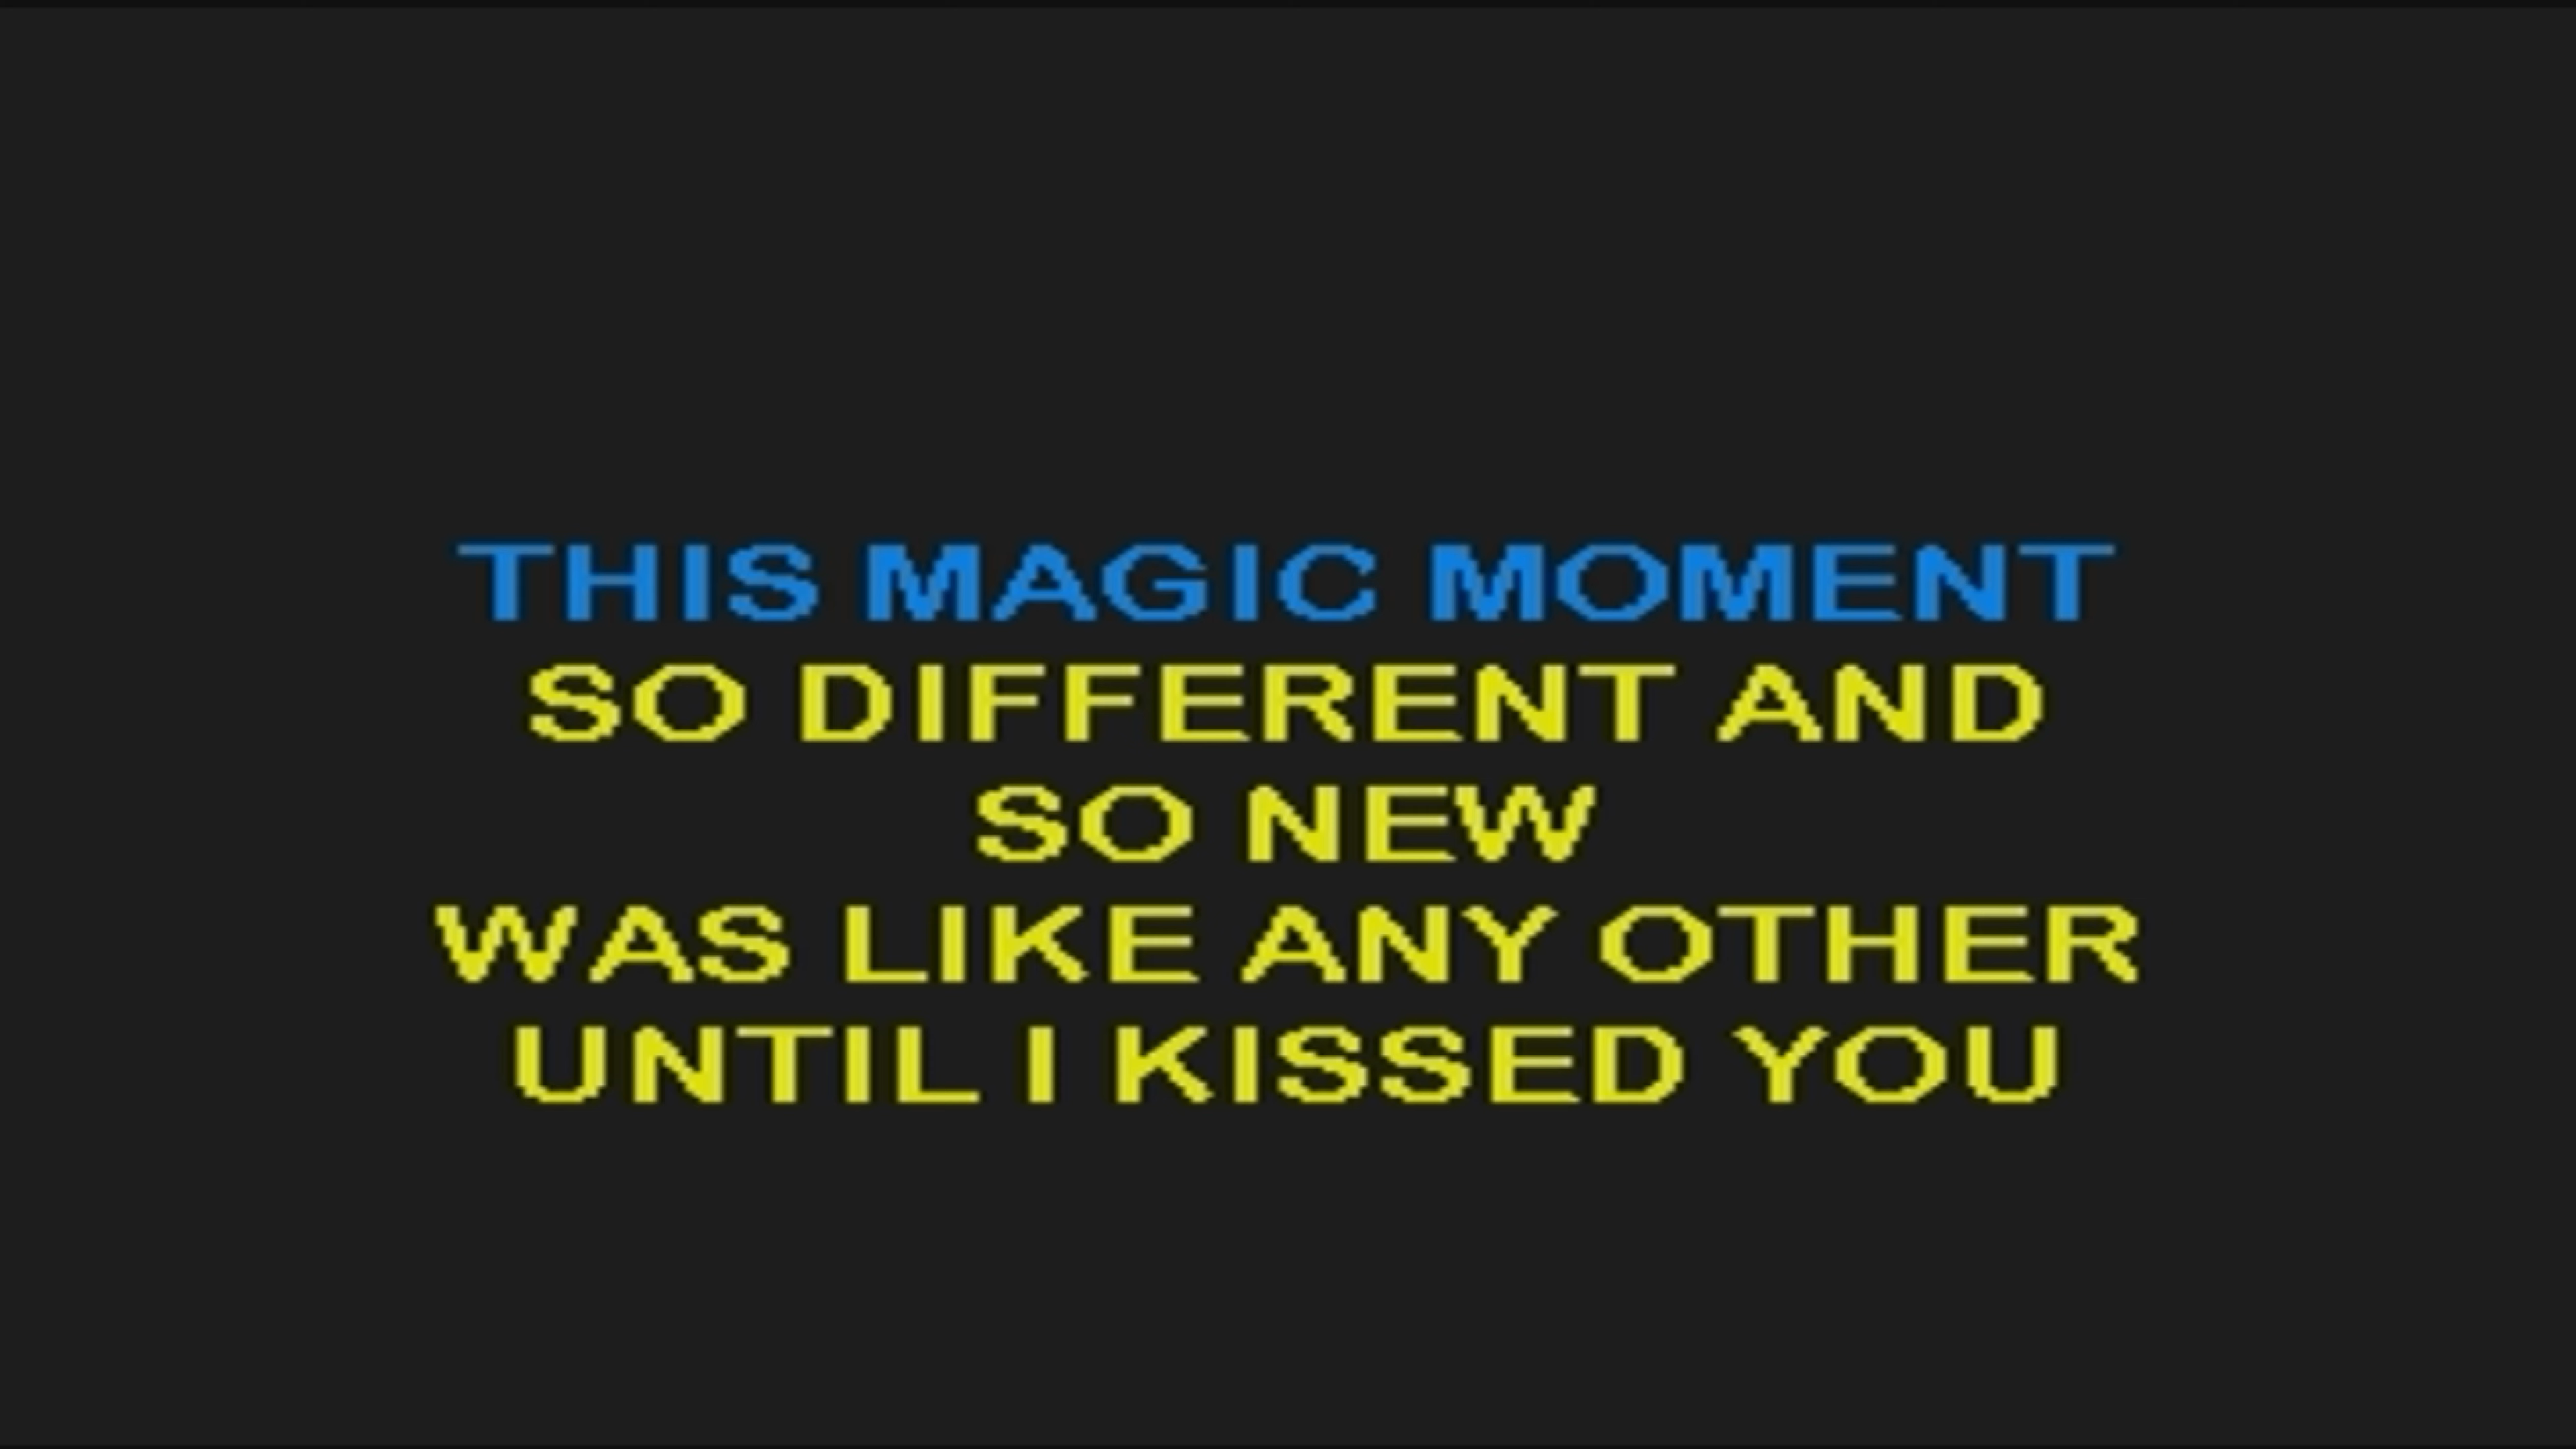 THIS MAGIC MOMENT
SO DIFFERENT AND
SO NEW
WAS LIKE ANY OTHER
UNTIL I KISSED YOU